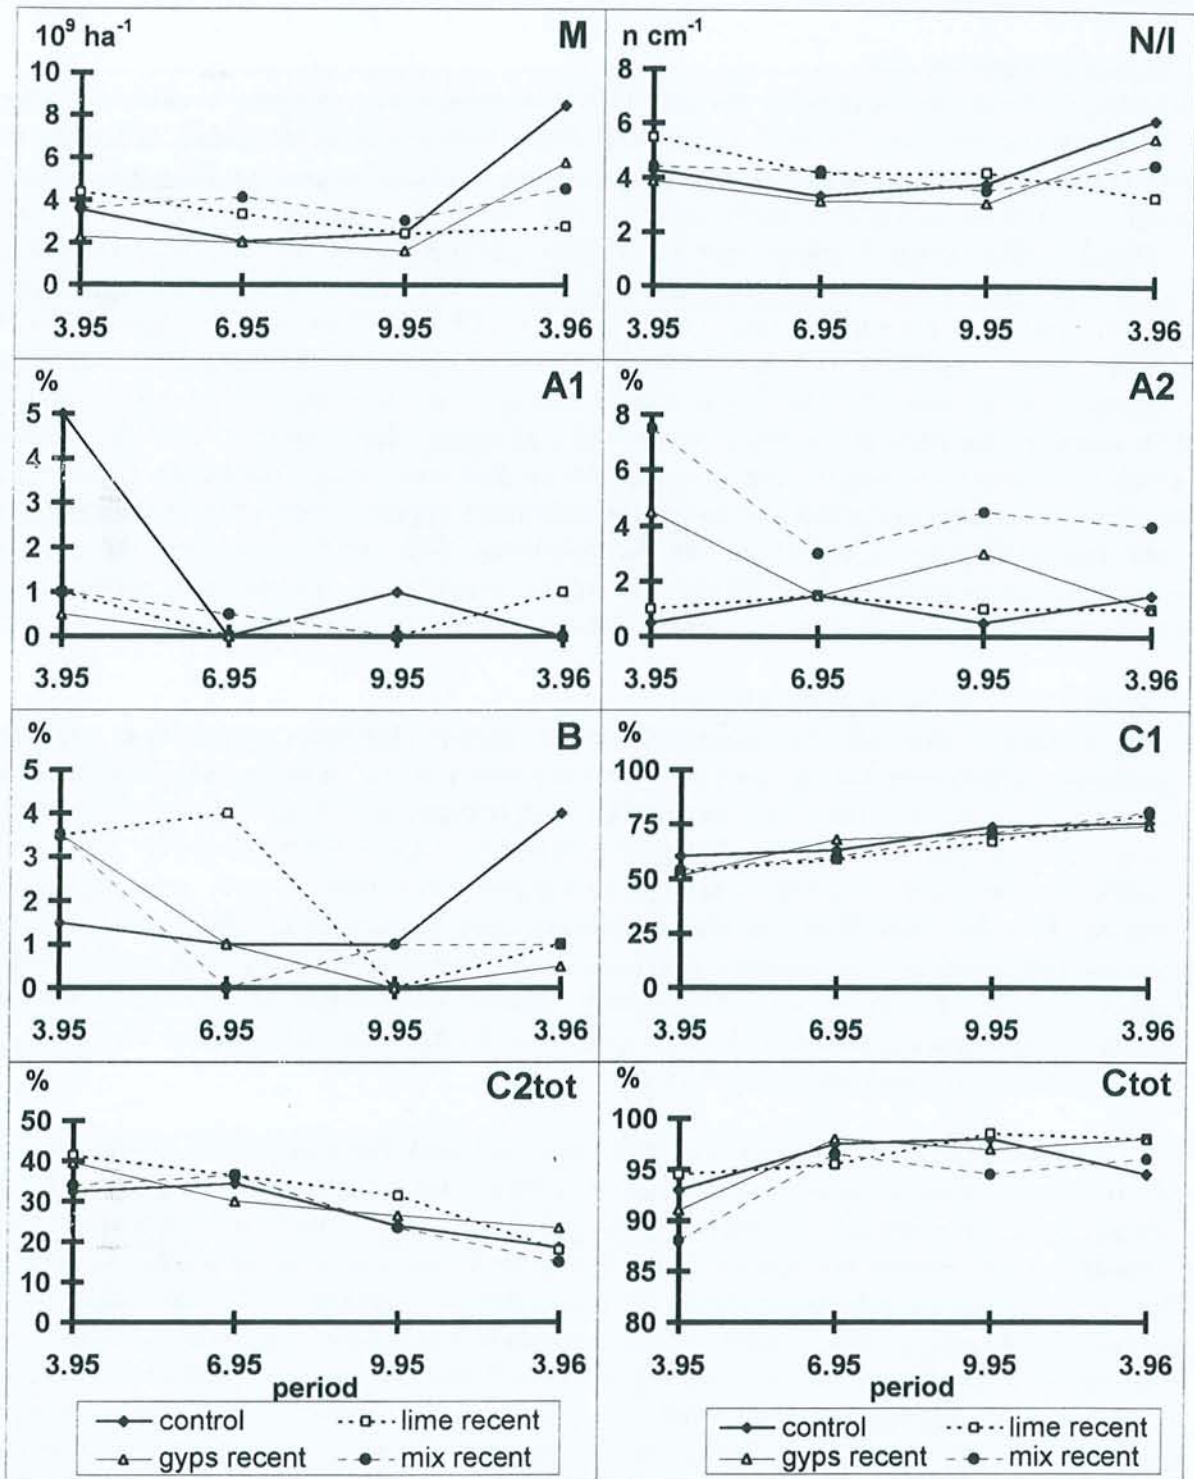 10⁹ ha⁻¹ M
10
8
6
4
2
0
3.95 6.95 9.95 3.96
n cm⁻¹ N/I
8
6
4
2
0
3.95 6.95 9.95 3.96
% A1
5
4
3
2
1
0
3.95 6.95 9.95 3.96
% A2
8
6
4
2
0
3.95 6.95 9.95 3.96
% B
5
4
3
2
1
0
3.95 6.95 9.95 3.96
% C1
100
75
50
25
0
3.95 6.95 9.95 3.96
% C2tot
50
40
30
20
10
0
3.95 6.95 9.95 3.96
period
control lime recent
gyps recent mix recent
% Ctot
100
95
90
85
80
3.95 6.95 9.95 3.96
period
control lime recent
gyps recent mix recent